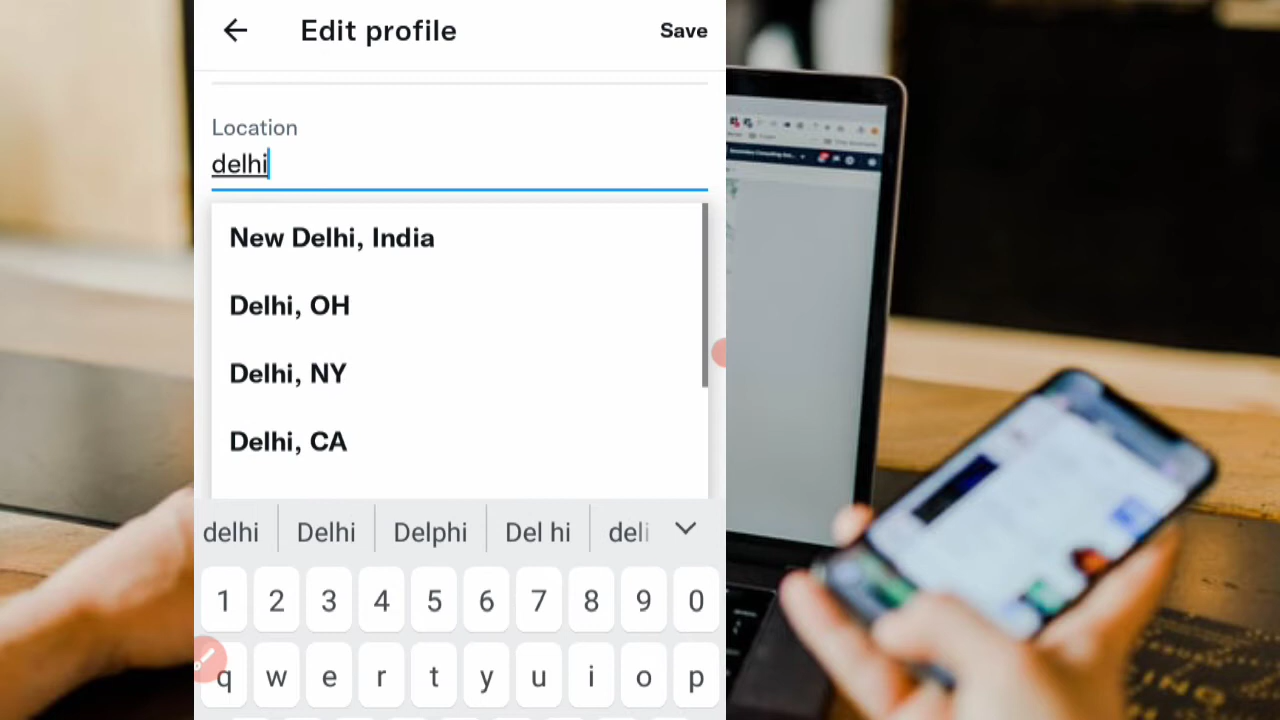 Edit profile
Save
Location
delhi
New Delhi, India
Delhi, OH
Delhi, NY
Delhi, CA
delhi Delhi Delphi Del hi deli
1 2 3 4 5 6 7 8 9 0
q w e r t y u i o p